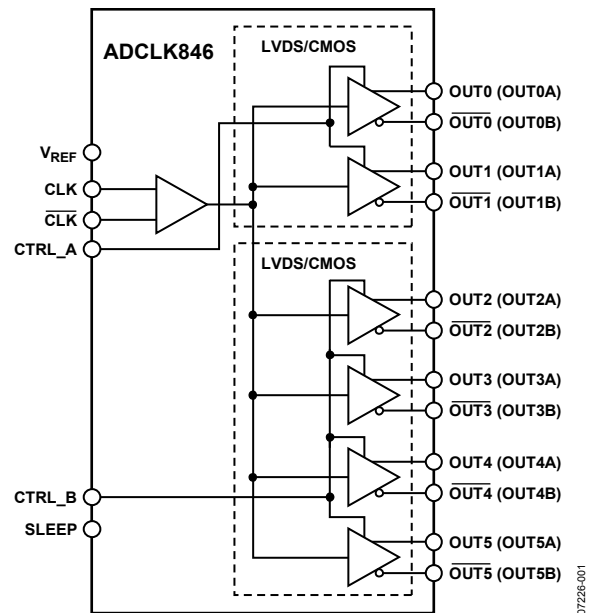 ADCLK846
LVDS/CMOS
OUT0 (OUT0A)
OUT0 (OUT0B)
VREF
OUT1 (OUT1A)
CLK
OUT1 (OUT1B)
CLK
CTRL_A
LVDS/CMOS
OUT2 (OUT2A)
OUT2 (OUT2B)
OUT3 (OUT3A)
OUT3 (OUT3B)
OUT4 (OUT4A)
CTRL_B
OUT4 (OUT4B)
SLEEP
OUT5 (OUT5A)
OUT5 (OUT5B)
07226-001